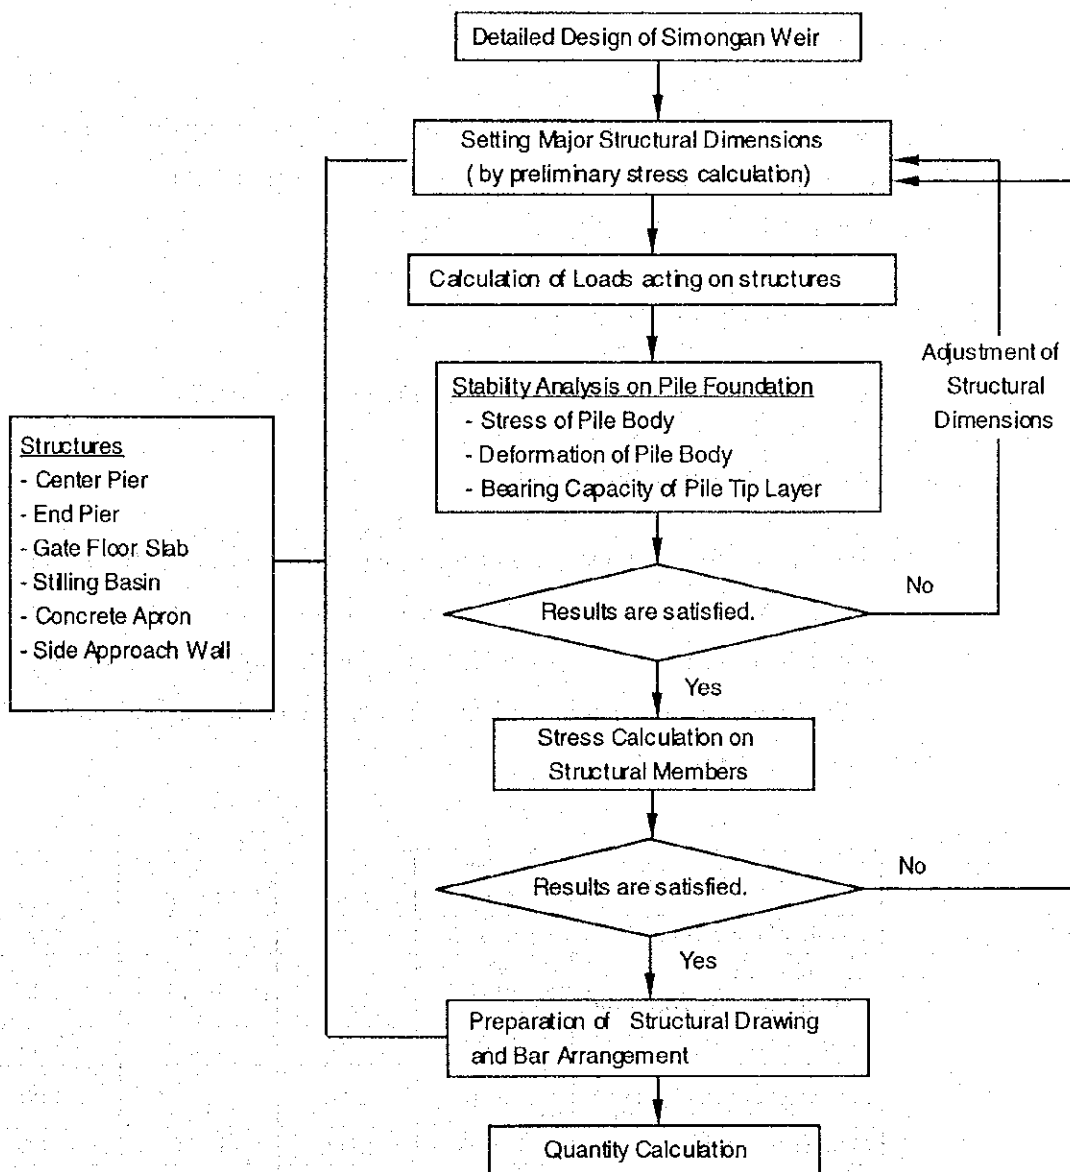 Detailed Design of Simongan Weir
Setting Major Structural Dimensions
( by preliminary stress calculation)
Calculation of Loads acting on structures
Adjustment of
Structural
Dimensions
Stability Analysis on Pile Foundation
- Stress of Pile Body
- Deformation of Pile Body
- Bearing Capacity of Pile Tip Layer
Structures
- Center Pier
- End Pier
- Gate Floor Slab
- Stilling Basin
- Concrete Apron
- Side Approach Wall
Results are satisfied.
No
Yes
Stress Calculation on
Structural Members
Results are satisfied.
No
Yes
Preparation of Structural Drawing
and Bar Arrangement
Quantity Calculation